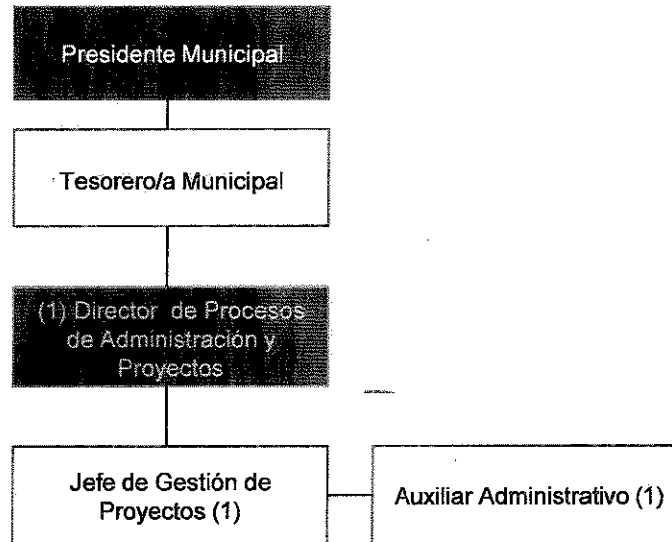 Presidente Municipal
Tesorero/a Municipal
(1) Director de Procesos
de Administración y
Proyectos
Jefe de Gestión de
Proyectos (1)
Auxiliar Administrativo (1)